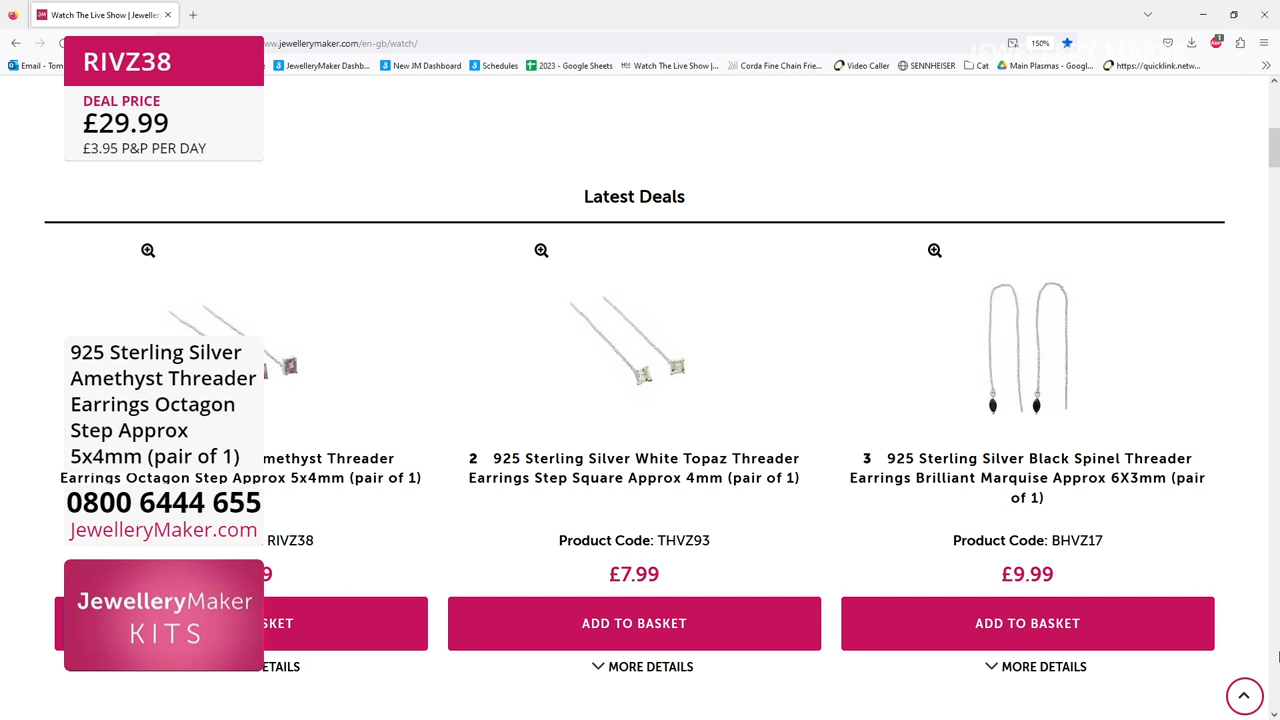 Watch The Live Show | Jeweller
RIVZ38
DEAL PRICE
£29.99
£3.95 P&P PER DAY
ww.jewellerymaker.com/en-gb/watch/
150%
1
Email - Tom
JewelleryMaker Dashb...
New JM Dashboard
Schedules
2023 - Google Sheets
Watch The Live Show |...
Corda Fine Chain Frie...
Video Caller
SENNHEISER
Cat
Main Plasmas - Googl...
https://quicklink.netw...
Latest Deals
925 Sterling Silver
Amethyst Threader
Earrings Octagon
Step Approx
5x4mm (pair of 1)
0800 6444 655
JewelleryMaker.com
JewelleryMaker
KITS
methyst Threader
Earrings Octagon Step Approx 5x4mm (pair of 1)
RIVZ38
9
SKET
ETAILS
2 925 Sterling Silver White Topaz Threader
Earrings Step Square Approx 4mm (pair of 1)
Product Code: THVZ93
£7.99
ADD TO BASKET
MORE DETAILS
3 925 Sterling Silver Black Spinel Threader
Earrings Brilliant Marquise Approx 6X3mm (pair
of 1)
Product Code: BHVZ17
£9.99
ADD TO BASKET
MORE DETAILS